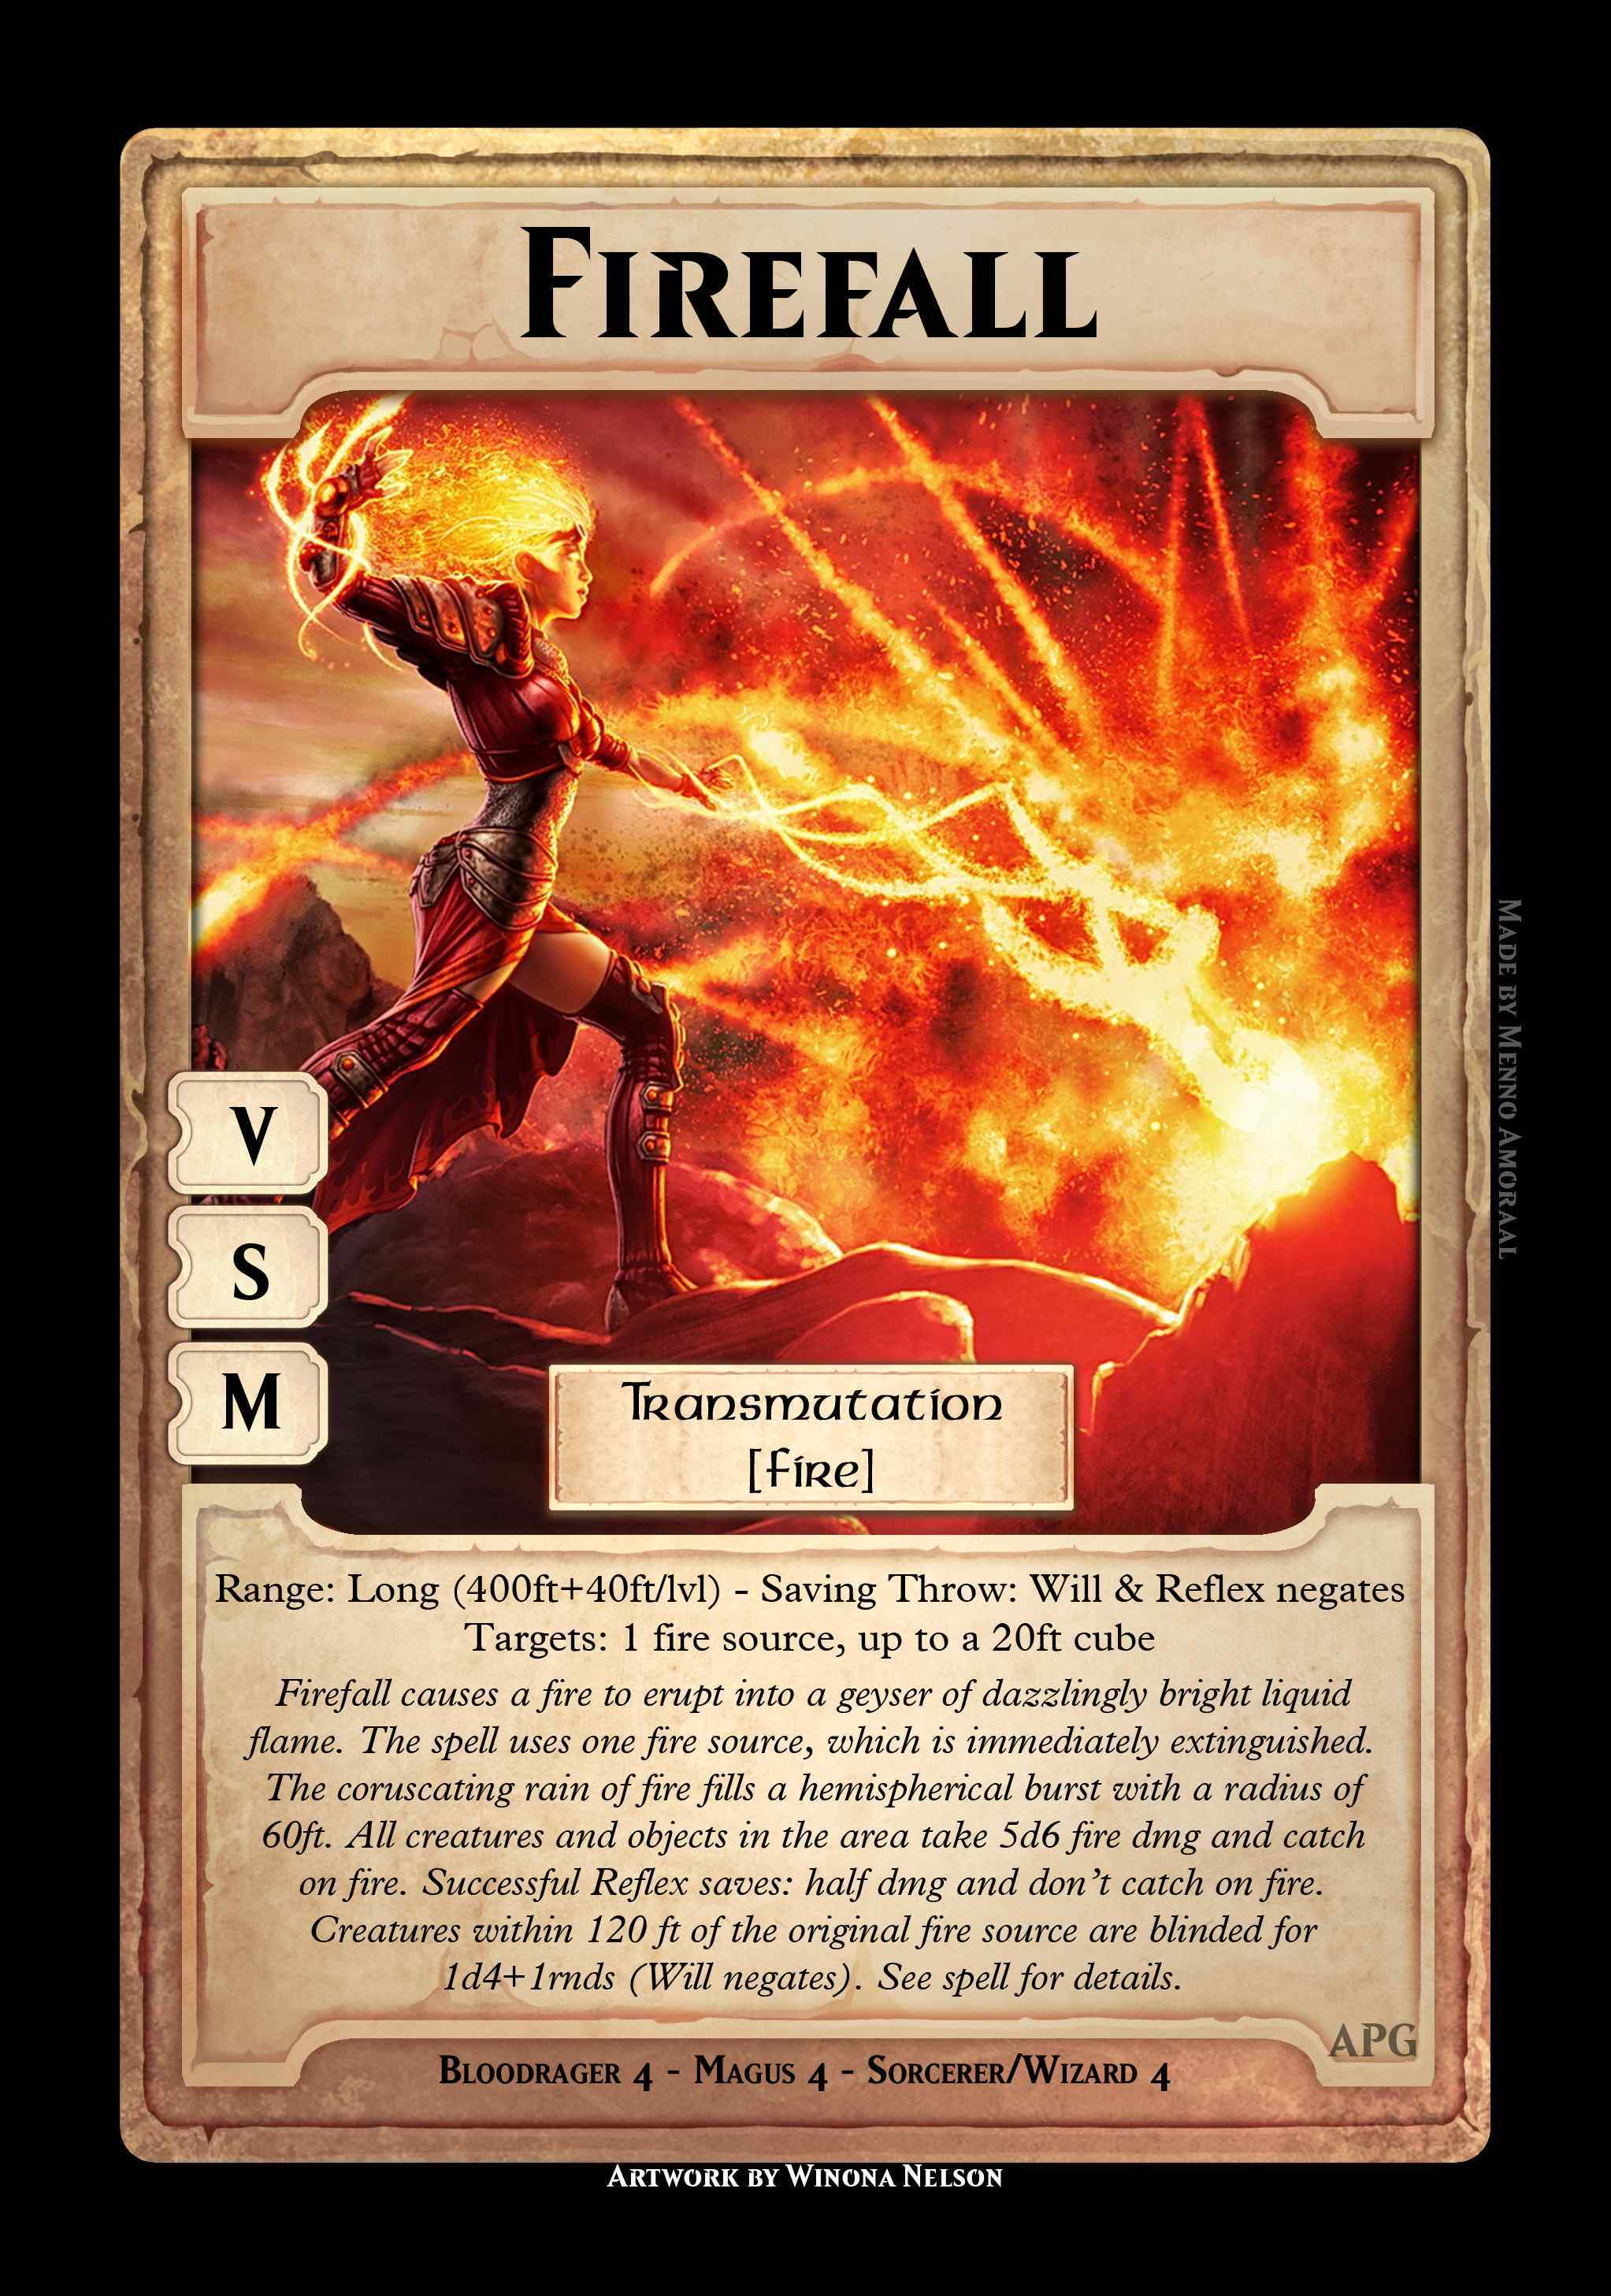 Firefall
V
S
M
Transmutation
[Fire]
Range: Long (400ft+40ft/lvl) - Saving Throw: Will & Reflex negates
Targets: 1 fire source, up to a 20ft cube
Firefall causes a fire to erupt into a geyser of dazzlingly bright liquid
flame. The spell uses one fire source, which is immediately extinguished.
The coruscating rain of fire fills a hemispherical burst with a radius of
60ft. All creatures and objects in the area take 5d6 fire dmg and catch
on fire. Successful Reflex saves: half dmg and don't catch on fire.
Creatures within 120 ft of the original fire source are blinded for
1d4+1rnds (Will negates). See spell for details.
APG
Bloodrager 4 - Magus 4 - Sorcerer/Wizard 4
Artwork by Winona Nelson
Made by Menno Amoraal